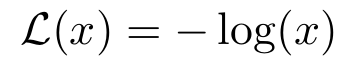 ℒ(x) = − log(x)